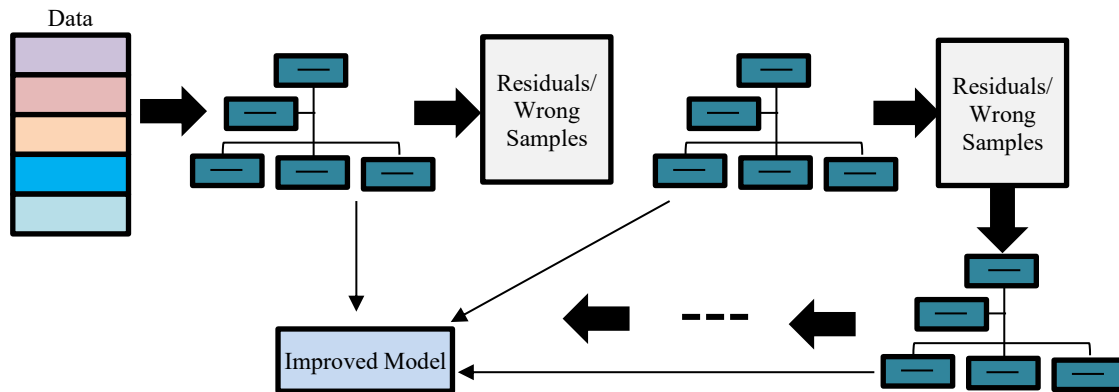 Data
Residuals/
Wrong
Samples
Residuals/
Wrong
Samples
Improved Model